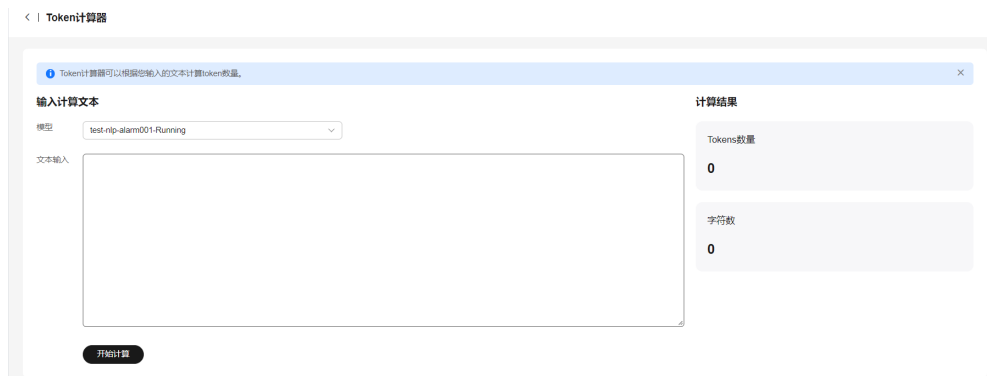 < | Token计算器
Token计算器可以根据您输入的文本计算token数量。
输入计算文本
模型
test-nlp-alarm001-Running
文本输入
开始计算
计算结果
Tokens数量
0
字符数
0